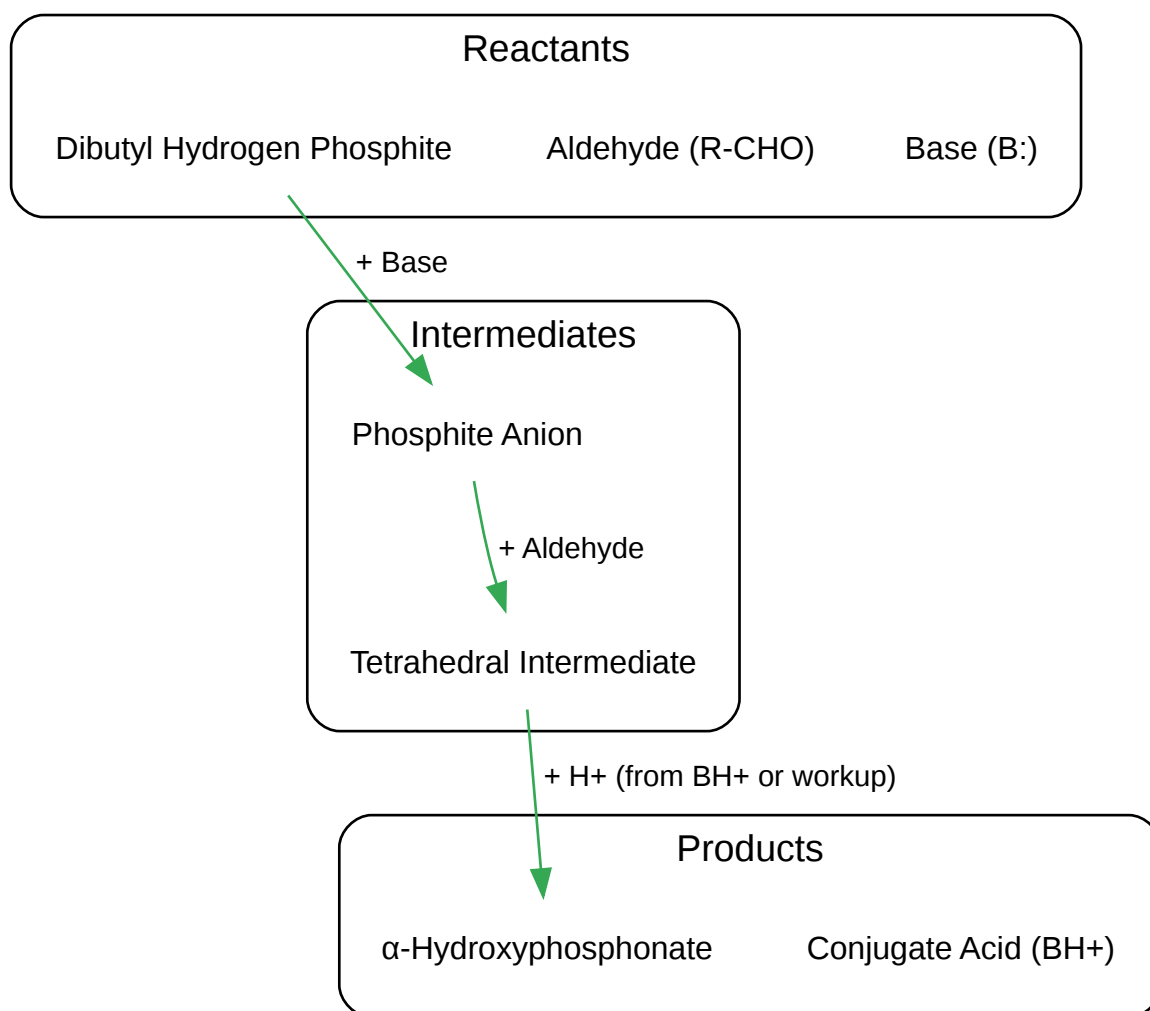 Reactants
Dibutyl Hydrogen Phosphite Aldehyde (R-CHO) Base (B:)
+ Base
Intermediates
Phosphite Anion
+ Aldehyde
Tetrahedral Intermediate
+ H+ (from BH+ or workup)
Products
α-Hydroxyphosphonate Conjugate Acid (BH+)